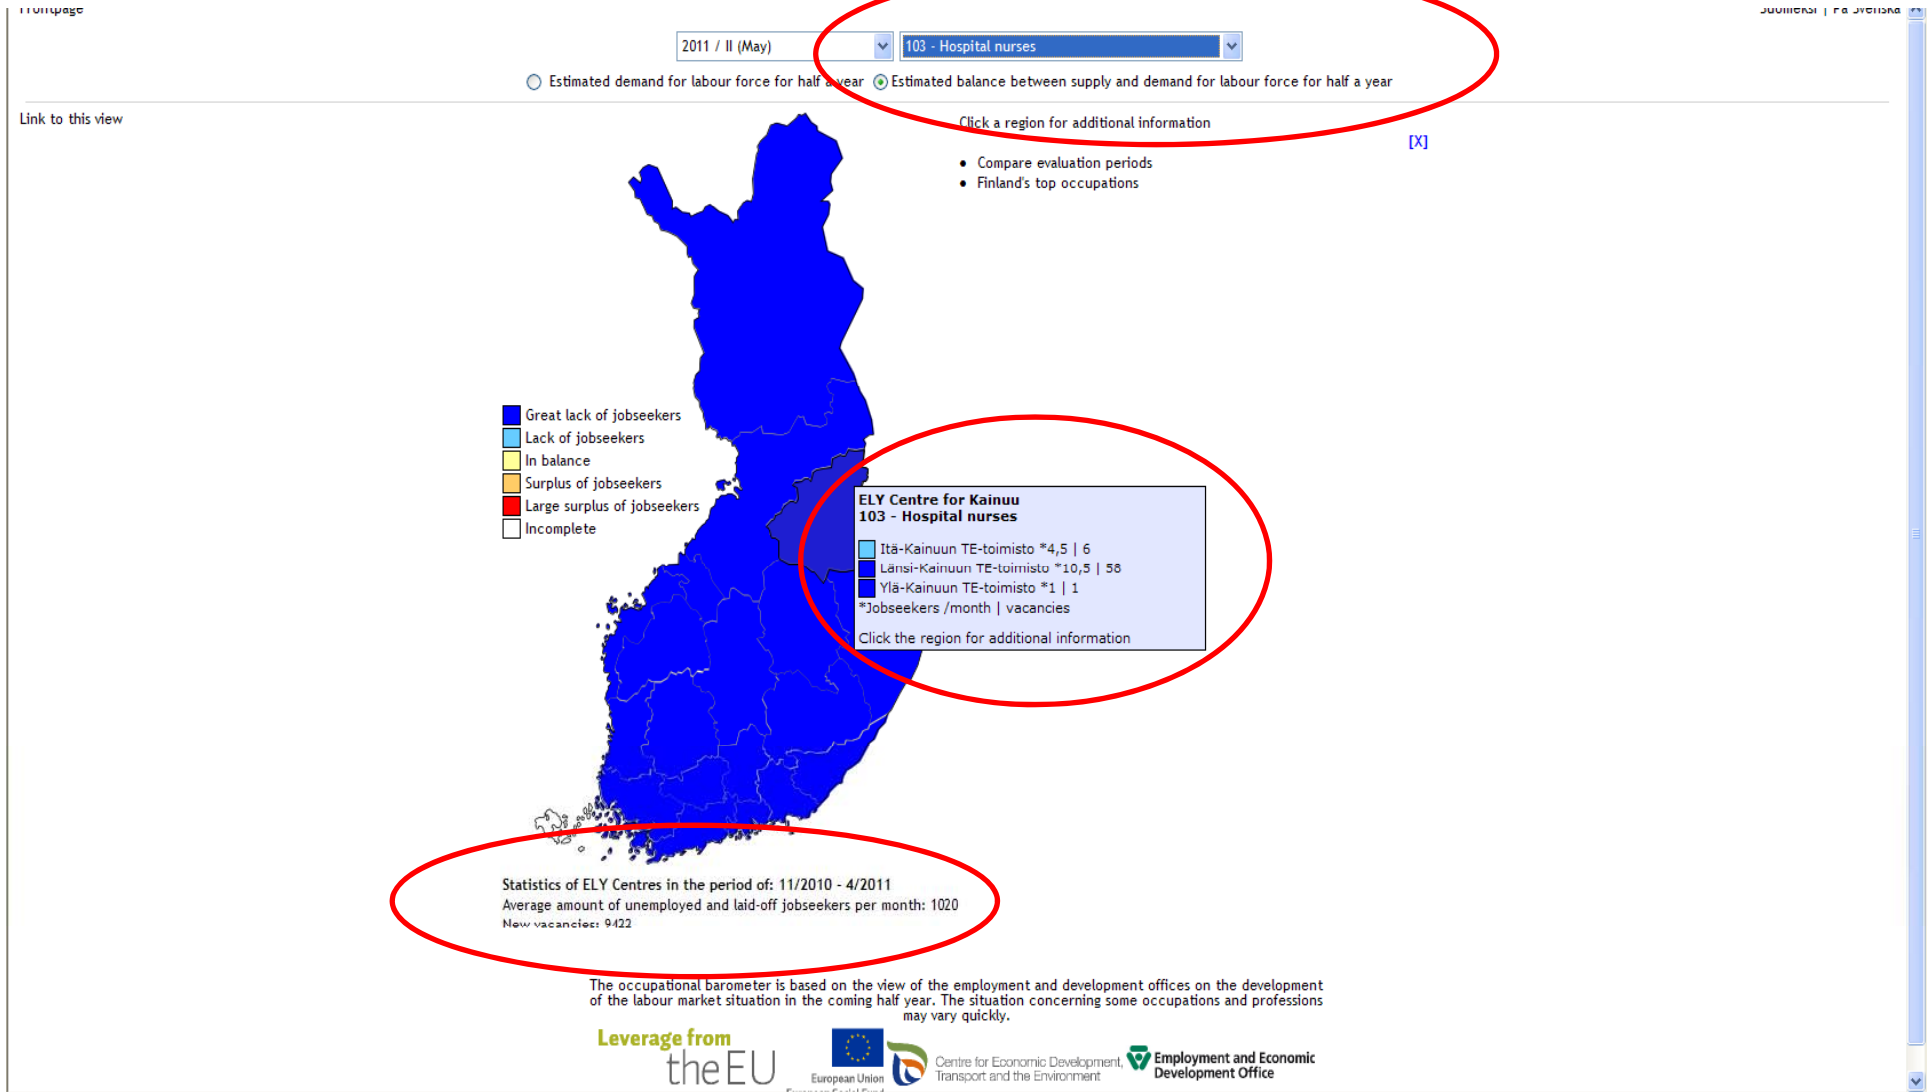 Frontpage
Suomeksi | På Svenska
2011 / II (May)
103 - Hospital nurses
Estimated demand for labour force for half a year
Estimated balance between supply and demand for labour force for half a year
Link to this view
Click a region for additional information
[X]
• Compare evaluation periods
• Finland's top occupations
Great lack of jobseekers
Lack of jobseekers
In balance
Surplus of jobseekers
Large surplus of jobseekers
Incomplete
ELY Centre for Kainuu
103 - Hospital nurses
Itä-Kainuun TE-toimisto *4,5 | 6
Länsi-Kainuun TE-toimisto *10,5 | 58
Ylä-Kainuun TE-toimisto *1 | 1
*Jobseekers /month | vacancies
Click the region for additional information
Statistics of ELY Centres in the period of: 11/2010 - 4/2011
Average amount of unemployed and laid-off jobseekers per month: 1020
New vacancies: 9422
The occupational barometer is based on the view of the employment and development offices on the development
of the labour market situation in the coming half year. The situation concerning some occupations and professions
may vary quickly.
Leverage from
the EU
European Union
European Social Fund
Centre for Economic Development,
Transport and the Environment
Employment and Economic
Development Office